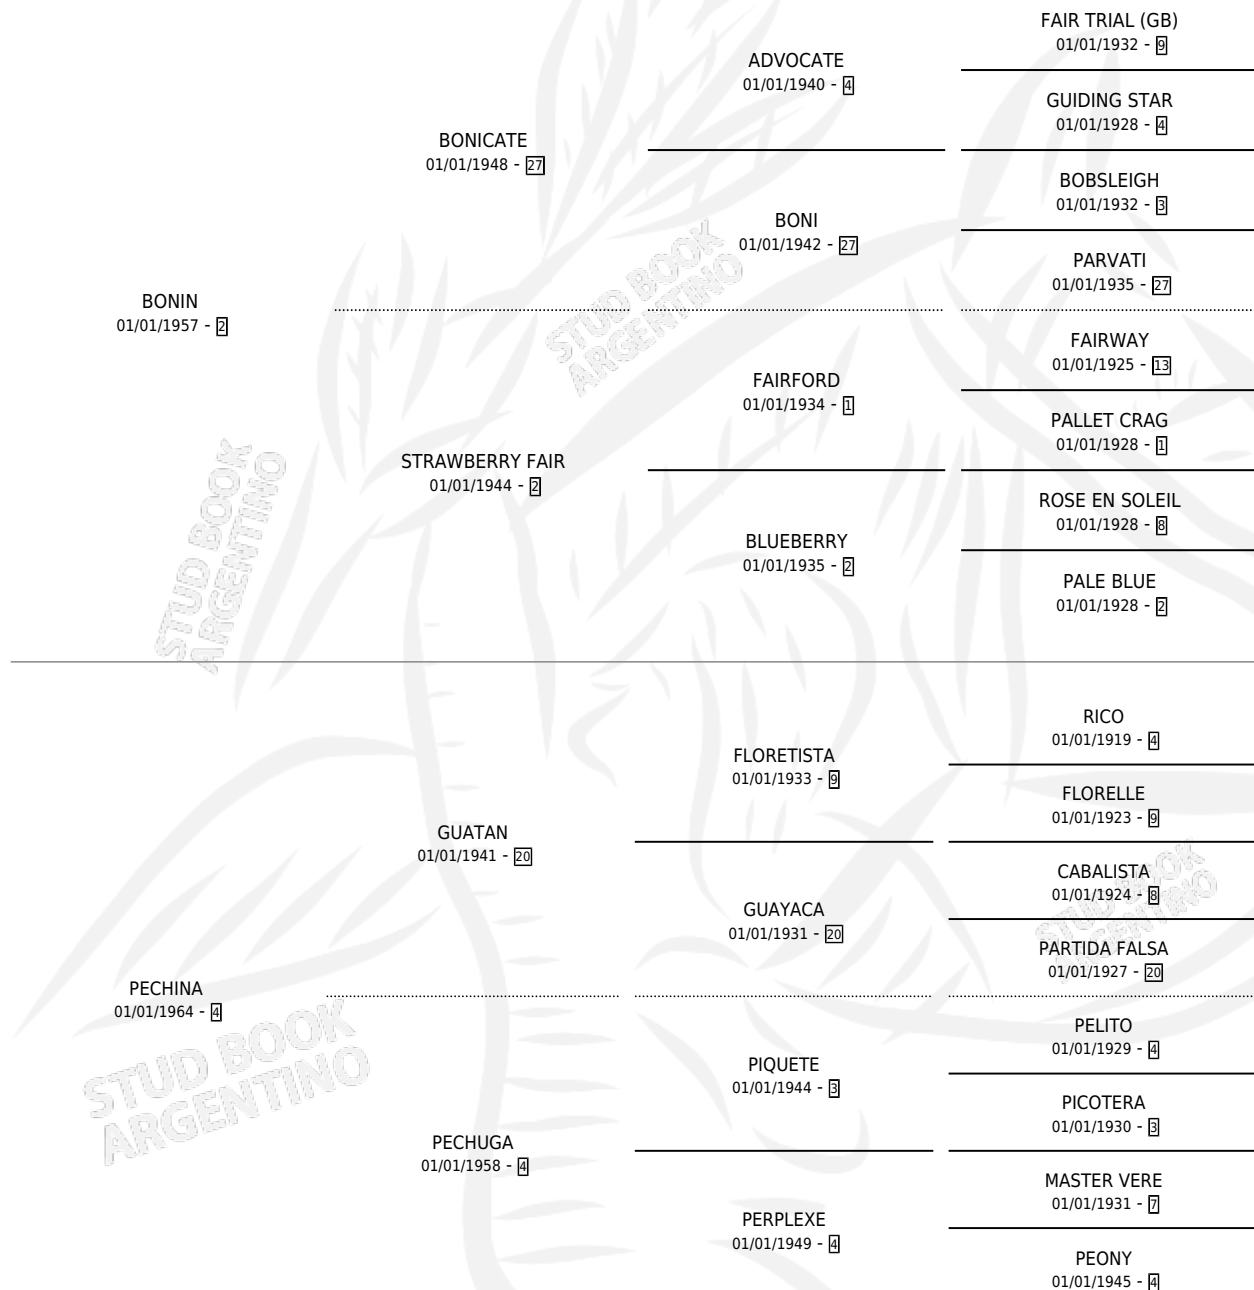 FAIR TRIAL (GB)
01/01/1932 - 9
ADVOCATE
01/01/1940 - 4
GUIDING STAR
01/01/1928 - 4
BONICATE
01/01/1948 - 27
BOBSLEIGH
01/01/1932 - 3
BONI
01/01/1942 - 27
PARVATI
01/01/1935 - 27
BONIN
01/01/1957 - 2
FAIRWAY
01/01/1925 - 13
FAIRFORD
01/01/1934 - 1
PALLET CRAG
01/01/1928 - 1
STRAWBERRY FAIR
01/01/1944 - 2
ROSE EN SOLEIL
01/01/1928 - 8
BLUEBERRY
01/01/1935 - 2
PALE BLUE
01/01/1928 - 2
RICO
01/01/1919 - 4
FLORETISTA
01/01/1933 - 9
FLORELLE
01/01/1923 - 9
GUATAN
01/01/1941 - 20
CABALISTA
01/01/1924 - 8
GUAYACA
01/01/1931 - 20
PARTIDA FALSA
01/01/1927 - 20
PECHINA
01/01/1964 - 4
PELITO
01/01/1929 - 4
PIQUETE
01/01/1944 - 3
PICOTERA
01/01/1930 - 3
PECHUGA
01/01/1958 - 4
MASTER VERE
01/01/1931 - 7
PERPLEXE
01/01/1949 - 4
PEONY
01/01/1945 - 4
STUD BOOK
ARGENTINO
STUD BOOK
ARGENTINO
STUD BOOK
ARGENTINO
STUD BOOK
ARGENTINO